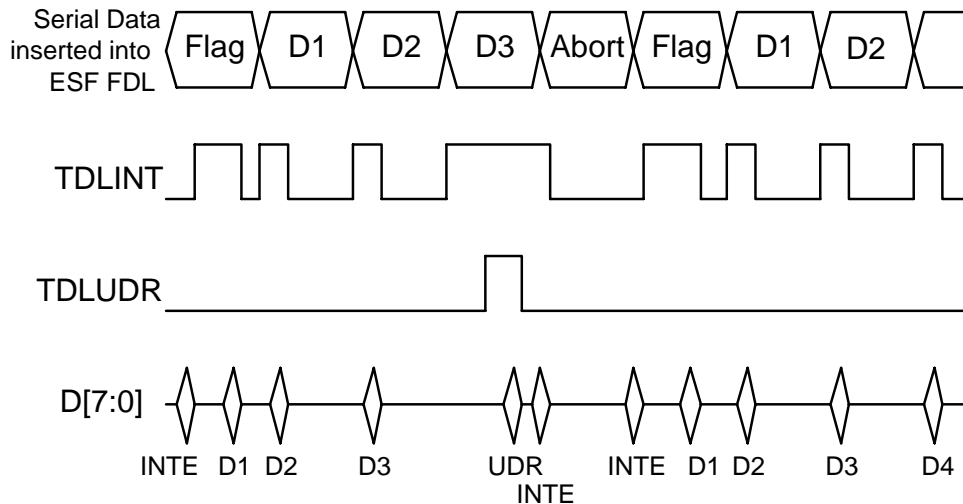 Serial Data
inserted into
ESF FDL
Flag D1 D2 D3 Abort Flag D1 D2
TDLINT
TDLUDR
D[7:0]
INTE D1 D2 D3 UDR INTE D1 D2 D3 D4
INTE